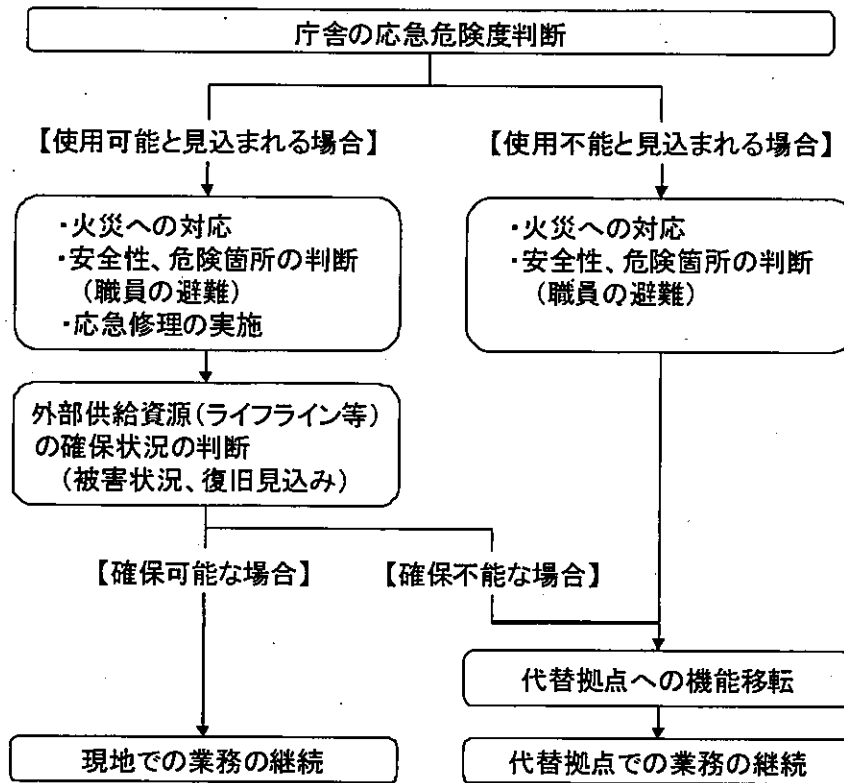 庁舎の応急危険度判断
【使用可能と見込まれる場合】
【使用不能と見込まれる場合】
・火災への対応
・安全性、危険箇所の判断
（職員の避難）
・応急修理の実施
・火災への対応
・安全性、危険箇所の判断
（職員の避難）
外部供給資源（ライフライン等）
の確保状況の判断
（被害状況、復旧見込み）
【確保可能な場合】
【確保不能な場合】
代替拠点への機能移転
現地での業務の継続
代替拠点での業務の継続